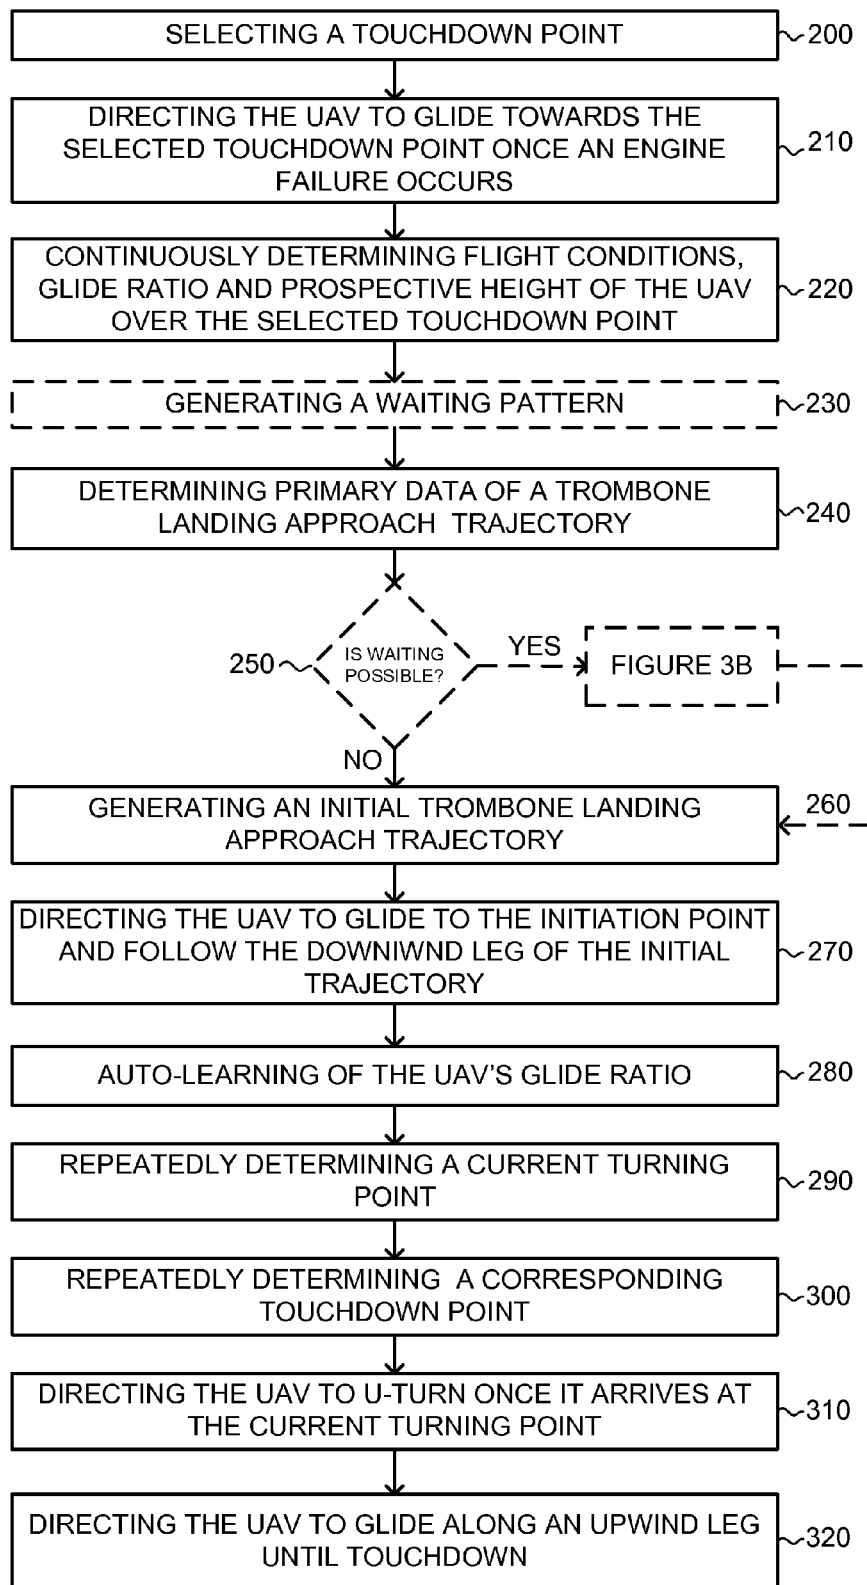 SELECTING A TOUCHDOWN POINT
200
DIRECTING THE UAV TO GLIDE TOWARDS THE
SELECTED TOUCHDOWN POINT ONCE AN ENGINE
FAILURE OCCURS
210
CONTINUOUSLY DETERMINING FLIGHT CONDITIONS,
GLIDE RATIO AND PROSPECTIVE HEIGHT OF THE UAV
OVER THE SELECTED TOUCHDOWN POINT
220
GENERATING A WAITING PATTERN
230
DETERMINING PRIMARY DATA OF A TROMBONE
LANDING APPROACH TRAJECTORY
240
250
IS WAITING
POSSIBLE?
YES
FIGURE 3B
NO
GENERATING AN INITIAL TROMBONE LANDING
APPROACH TRAJECTORY
260
DIRECTING THE UAV TO GLIDE TO THE INITIATION POINT
AND FOLLOW THE DOWNIWND LEG OF THE INITIAL
TRAJECTORY
270
AUTO-LEARNING OF THE UAV'S GLIDE RATIO
280
REPEATEDLY DETERMINING A CURRENT TURNING
POINT
290
REPEATEDLY DETERMINING A CORRESPONDING
TOUCHDOWN POINT
300
DIRECTING THE UAV TO U-TURN ONCE IT ARRIVES AT
THE CURRENT TURNING POINT
310
DIRECTING THE UAV TO GLIDE ALONG AN UPWIND LEG
UNTIL TOUCHDOWN
320